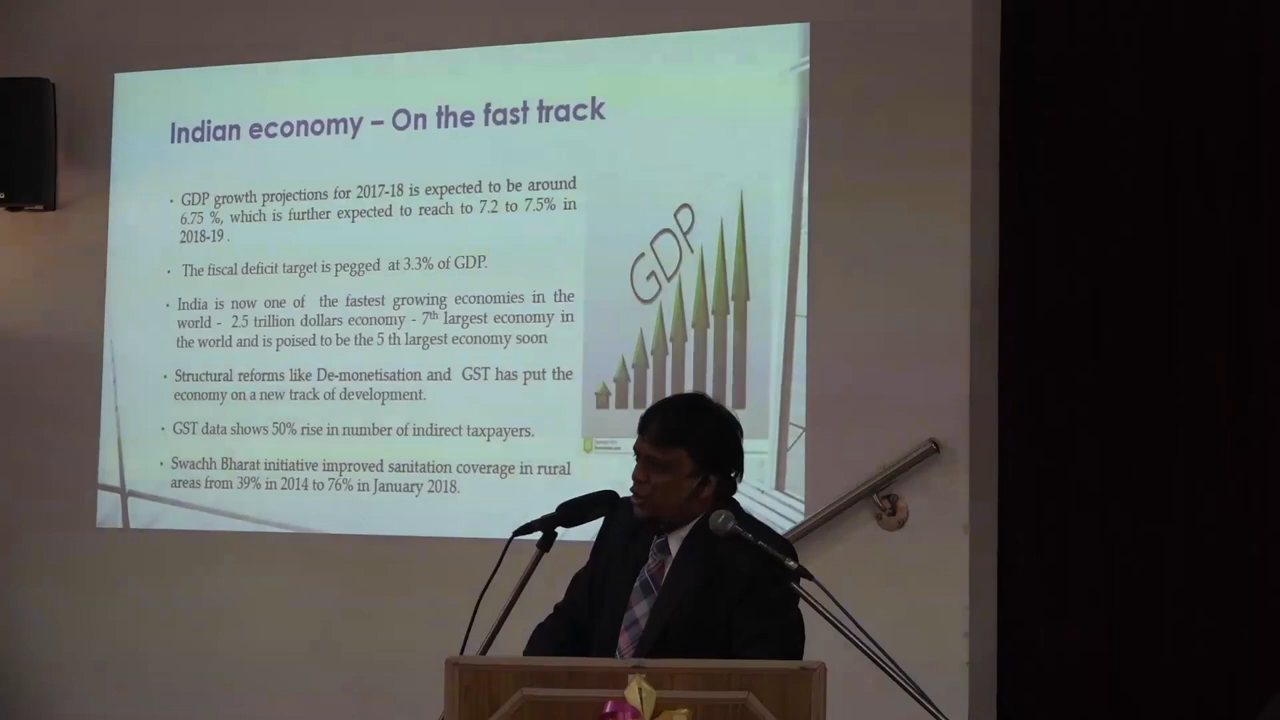 Indian economy – On the fast track
• GDP growth projections for 2017-18 is expected to be around
6.75 %, which is further expected to reach to 7.2 to 7.5% in
2018-19 .
• The fiscal deficit target is pegged at 3.3% of GDP.
• India is now one of the fastest growing economies in the
world - 2.5 trillion dollars economy - 7th largest economy in
the world and is poised to be the 5 th largest economy soon
• Structural reforms like De-monetisation and GST has put the
economy on a new track of development.
• GST data shows 50% rise in number of indirect taxpayers.
• Swachh Bharat initiative improved sanitation coverage in rural
areas from 39% in 2014 to 76% in January 2018.
GDP